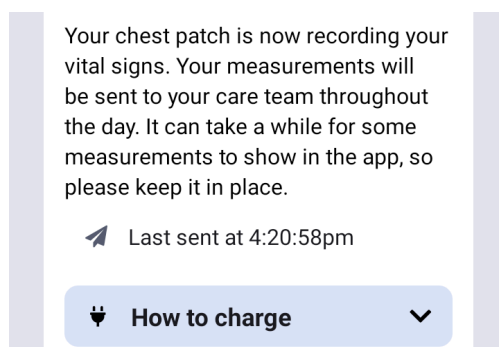 Your chest patch is now recording your
vital signs. Your measurements will
be sent to your care team throughout
the day. It can take a while for some
measurements to show in the app, so
please keep it in place.
Last sent at 4:20:58pm
How to charge